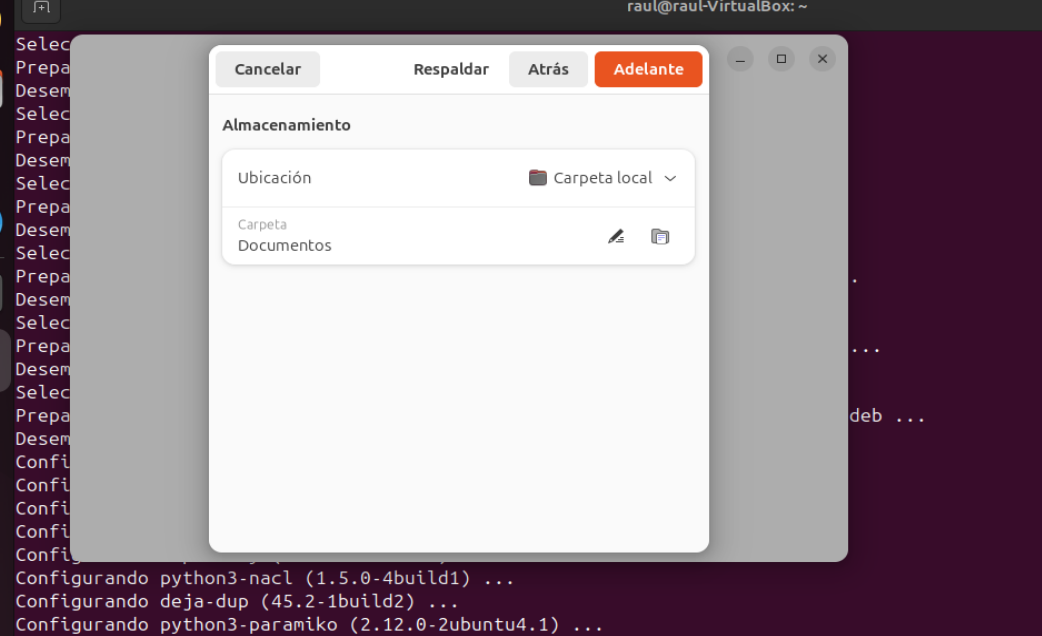 raul@raul-VirtualBox: ~
Selec
Prepa
Desem
Selec
Prepa
Desem
Selec
Prepa
Desem
Selec
Prepa .
Desem
Selec
Prepa ...
Desem
Selec
Prepa deb ...
Desem
Confi
Confi
Confi
Confi
Config
Configurando python3-nacl (1.5.0-4build1) ...
Configurando deja-dup (45.2-1build2) ...
Configurando python3-paramiko (2.12.0-2ubuntu4.1) ...
Cancelar Respaldar Atrás Adelante
Almacenamiento
Ubicación Carpeta local
Carpeta
Documentos